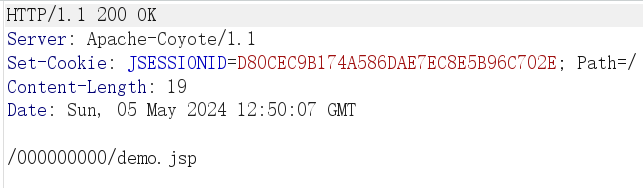 HTTP/1.1 200 OK
Server: Apache-Coyote/1.1
Set-Cookie: JSESSIONID=D80CEC9B174A586DAE7EC8E5B96C702E; Path=/
Content-Length: 19
Date: Sun, 05 May 2024 12:50:07 GMT
/000000000/demo.jsp